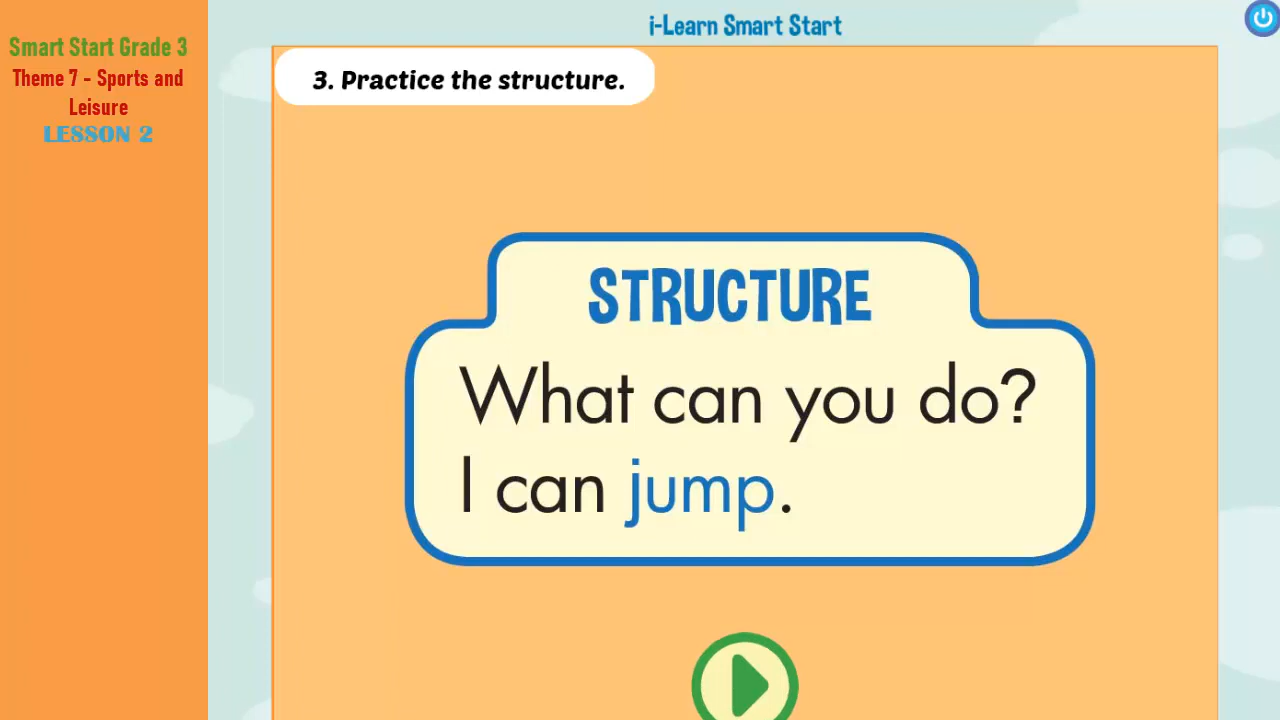 i-Learn Smart Start
Smart Start Grade 3
Theme 7 - Sports and
Leisure
LESSON 2
3. Practice the structure.
STRUCTURE
What can you do?
I can jump.